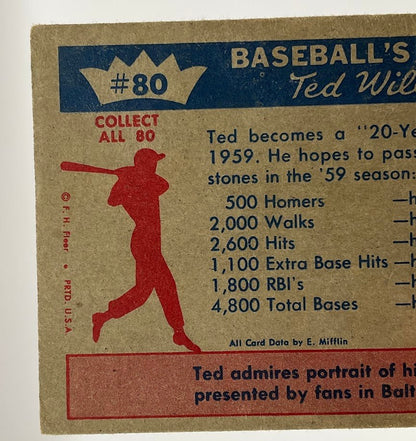 #80
BASEBALL'S
Ted Wil
COLLECT
ALL 80
Ted becomes a "20-Ye
1959. He hopes to pass
stones in the '59 season:
500 Homers —h
2,000 Walks —h
2,600 Hits —h
1,100 Extra Base Hits —h
1,800 RBI's —h
4,800 Total Bases —h
© F. H. Fleer • PRTD. U.S.A
All Card Data by E. Mifflin
Ted admires portrait of hi
presented by fans in Balt